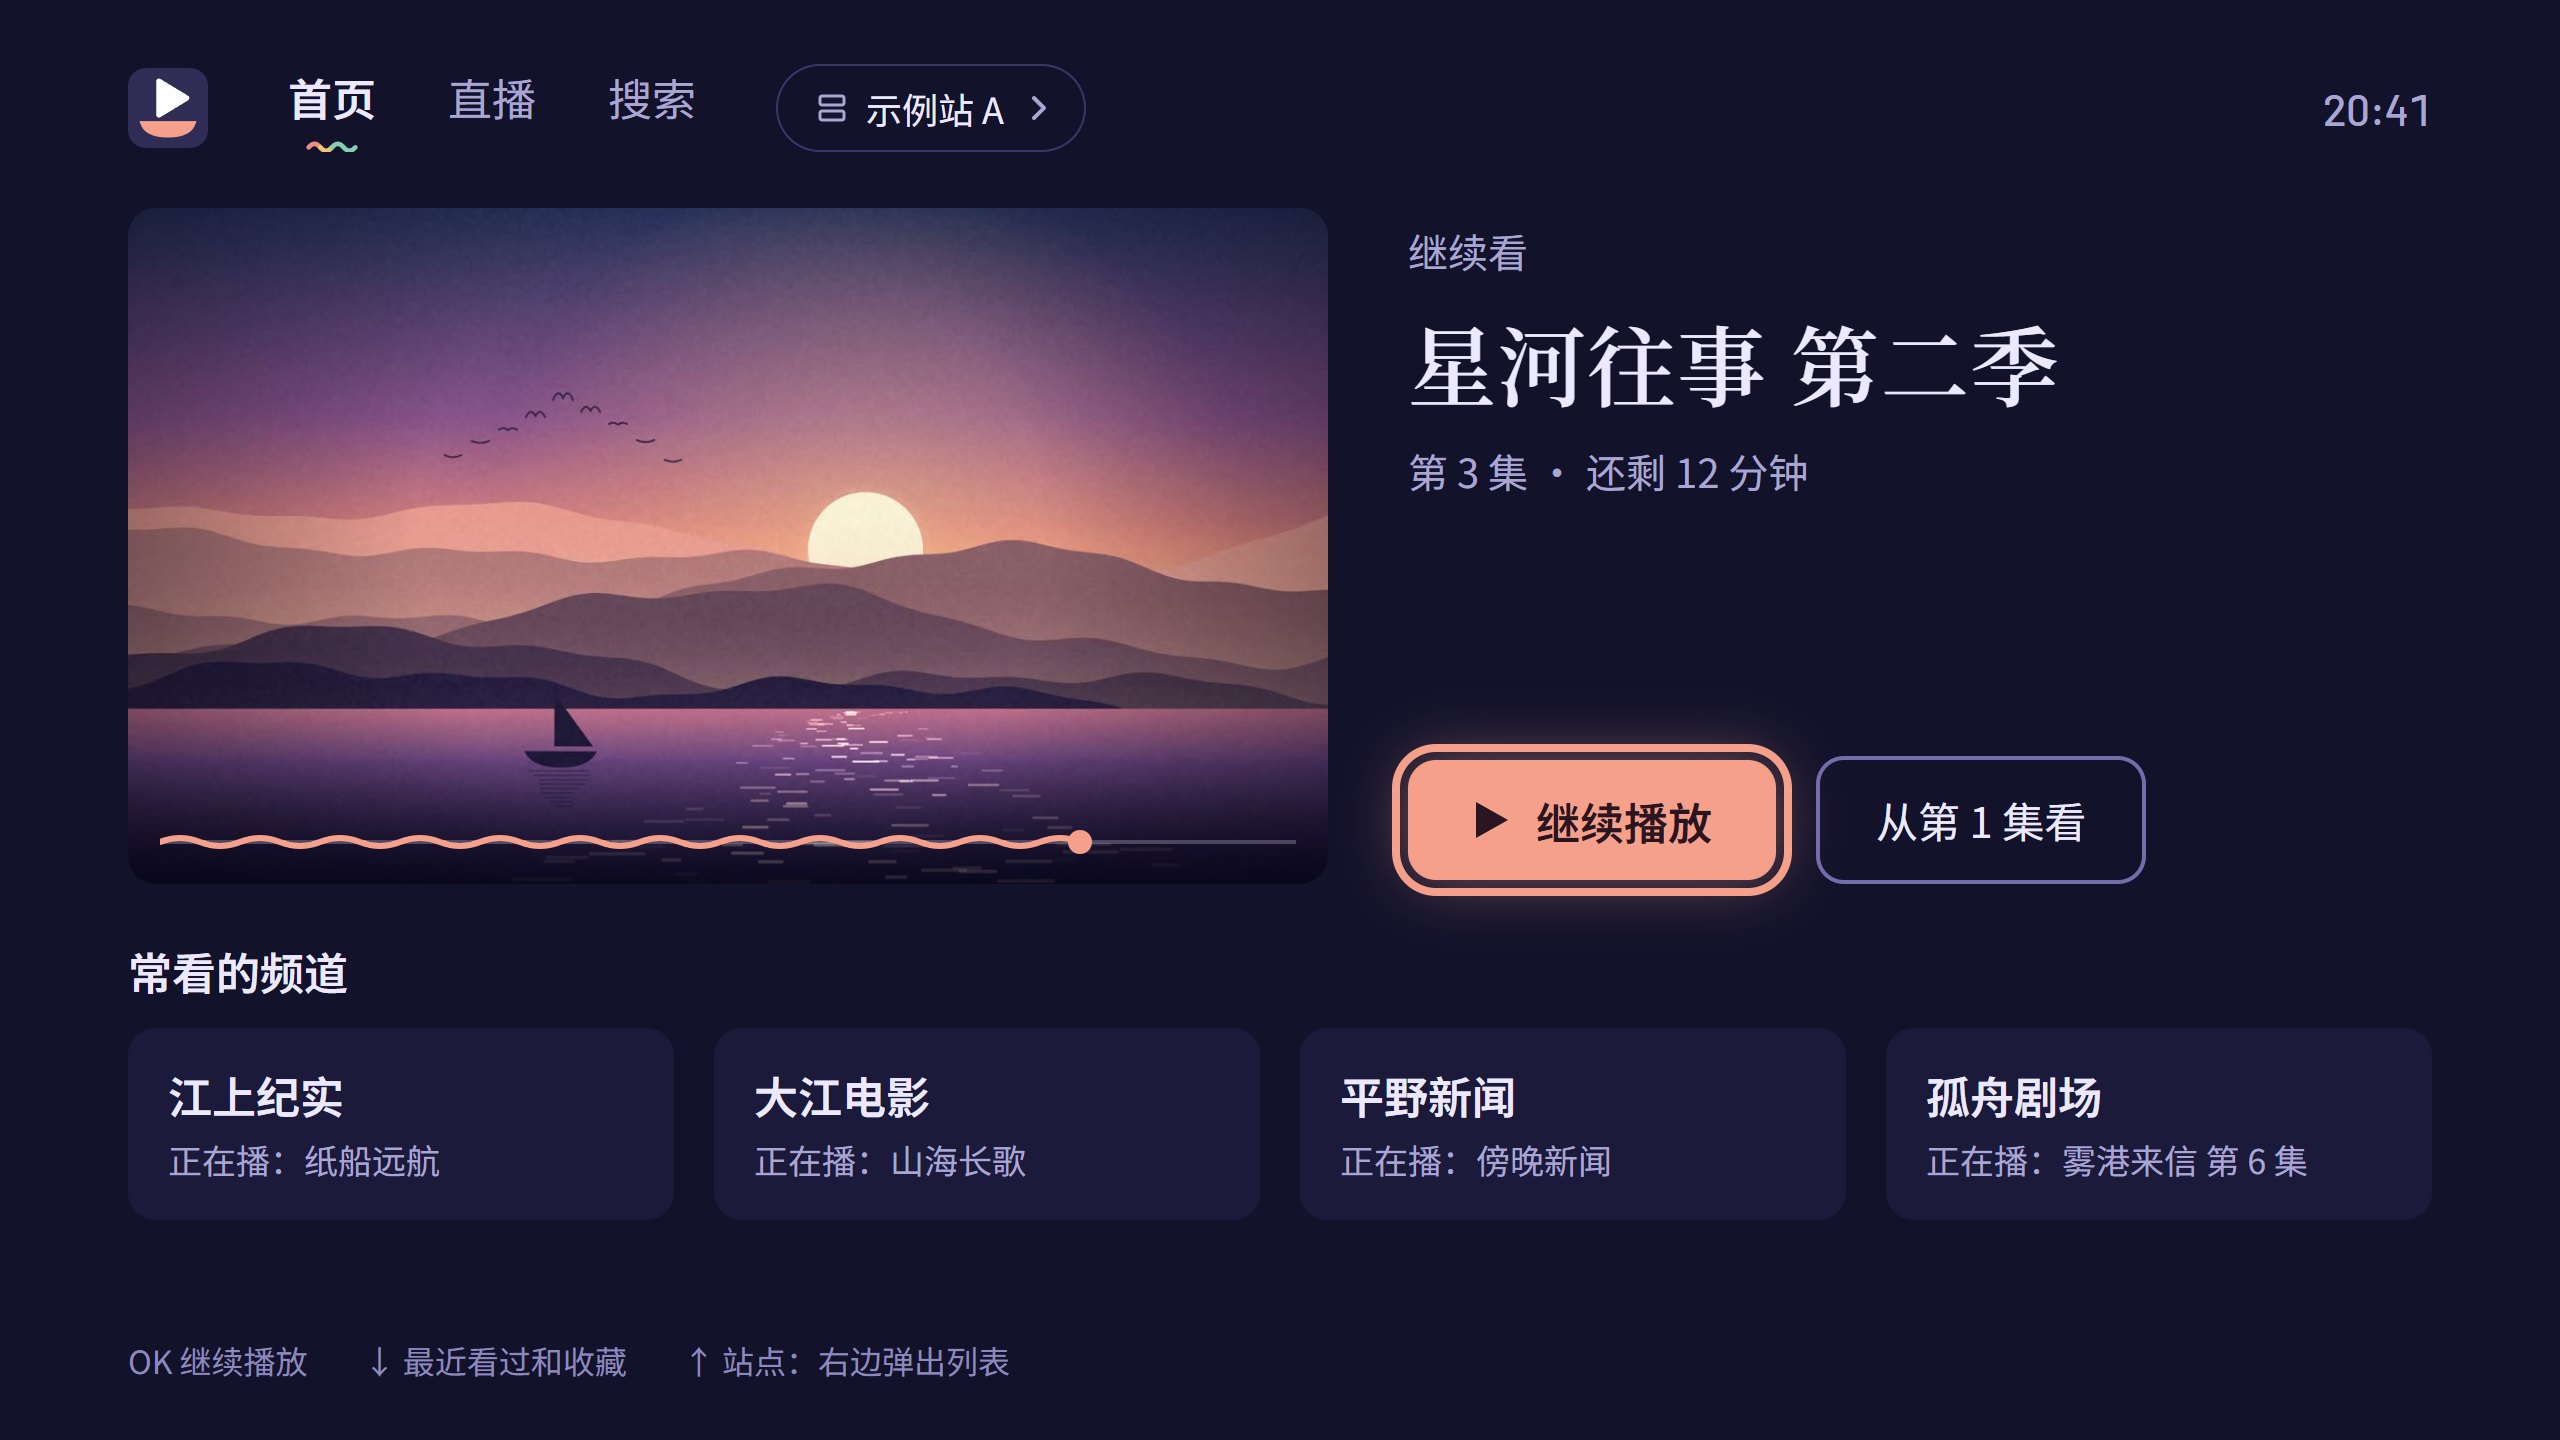 首页 直播 搜索 示例站 A 20:41
继续看
星河往事 第二季
第 3 集 · 还剩 12 分钟
继续播放 从第 1 集看
常看的频道
江上纪实 大江电影 平野新闻 孤舟剧场
正在播：纸船远航 正在播：山海长歌 正在播：傍晚新闻 正在播：雾港来信 第 6 集
OK 继续播放 ↓ 最近看过和收藏 ↑ 站点：右边弹出列表